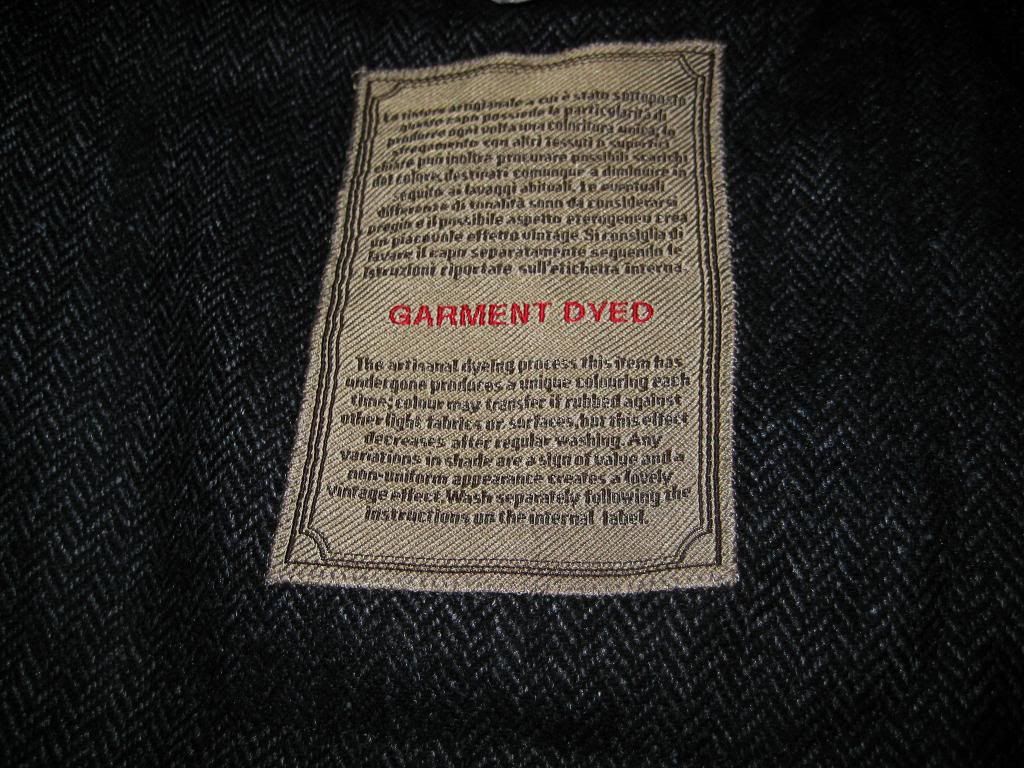 La tintura artigianale a cui è stato sottoposto
questo capo possiede la particolarità di
produrre ogni volta una coloritura unica, lo
sfregamento con altri tessuti o superfici
chiare può inoltre procurare possibili scarichi
del colore, destinati comunque a diminuire in
seguito ai lavaggi abituali. Le eventuali
differenze di tonalità sono da considerarsi
pregio e il possibile aspetto eterogeneo crea
un piacevole effetto vintage. Si consiglia di
lavare il capo separatamente seguendo le
istruzioni riportate sull'etichetta interna.
GARMENT DYED
The artisanal dyeing process this item has
undergone produces a unique colouring each
time; colour may transfer if rubbed against
other light fabrics or surfaces, but this effect
decreases after regular washing. Any
variations in shade are a sign of value and a
non-uniform appearance creates a lovely
vintage effect. Wash separately following the
instructions on the internal label.